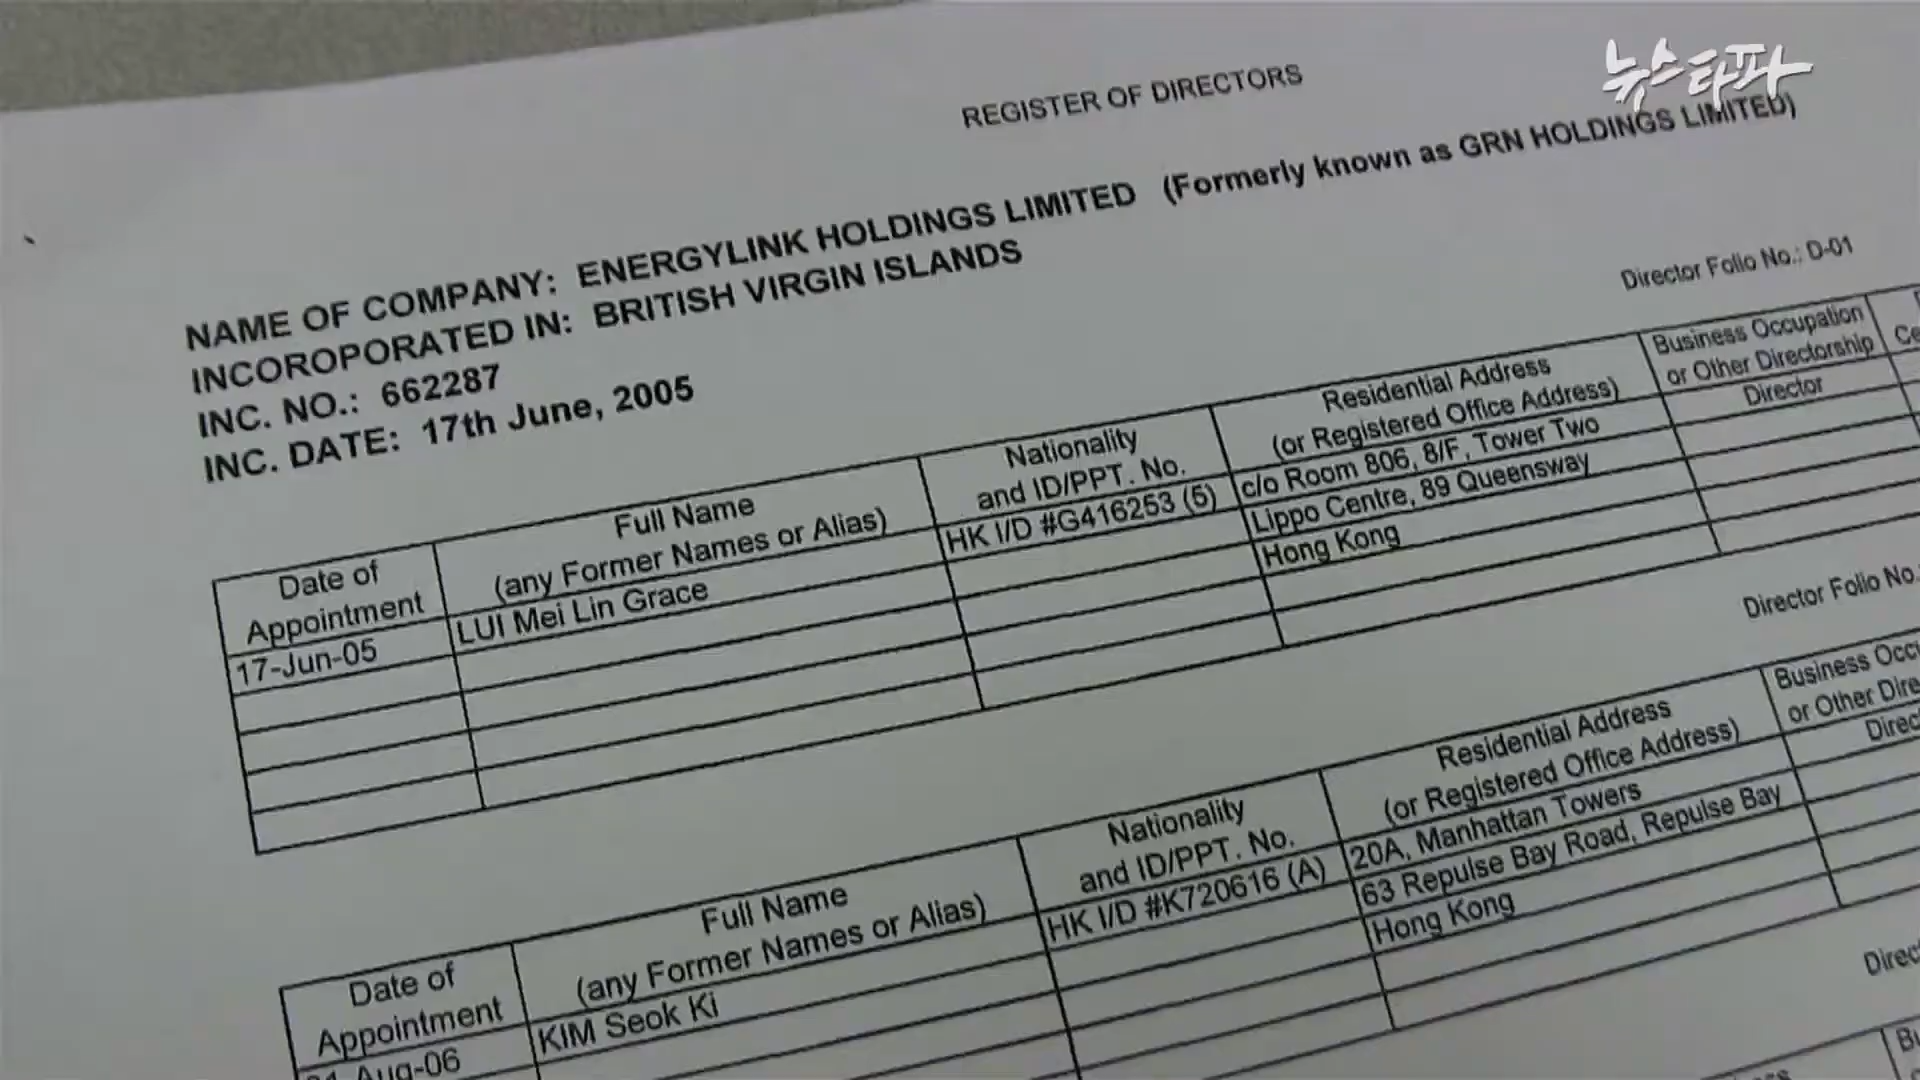 뉴스타파
REGISTER OF DIRECTORS
NAME OF COMPANY: ENERGYLINK HOLDINGS LIMITED (Formerly known as GRN HOLDINGS LIMITED)
INCOROPORATED IN: BRITISH VIRGIN ISLANDS
INC. NO.: 662287
INC. DATE: 17th June, 2005
Director Folio No.: D-01
Date of
Appointment
Full Name
(any Former Names or Alias)
Nationality
and ID/PPT. No.
Residential Address
(or Registered Office Address)
Business Occupation
or Other Directorship
17-Jun-05
LUI Mei Lin Grace
HK I/D #G416253 (5)
c/o Room 806, 8/F, Tower Two
Lippo Centre, 89 Queensway
Hong Kong
Director
Director Folio No.
Date of
Appointment
Full Name
(any Former Names or Alias)
Nationality
and ID/PPT. No.
Residential Address
(or Registered Office Address)
Business
or Other
Aug-06
KIM Seok Ki
HK I/D #K720616 (A)
20A, Manhattan Towers
63 Repulse Bay Road, Repulse Bay
Hong Kong